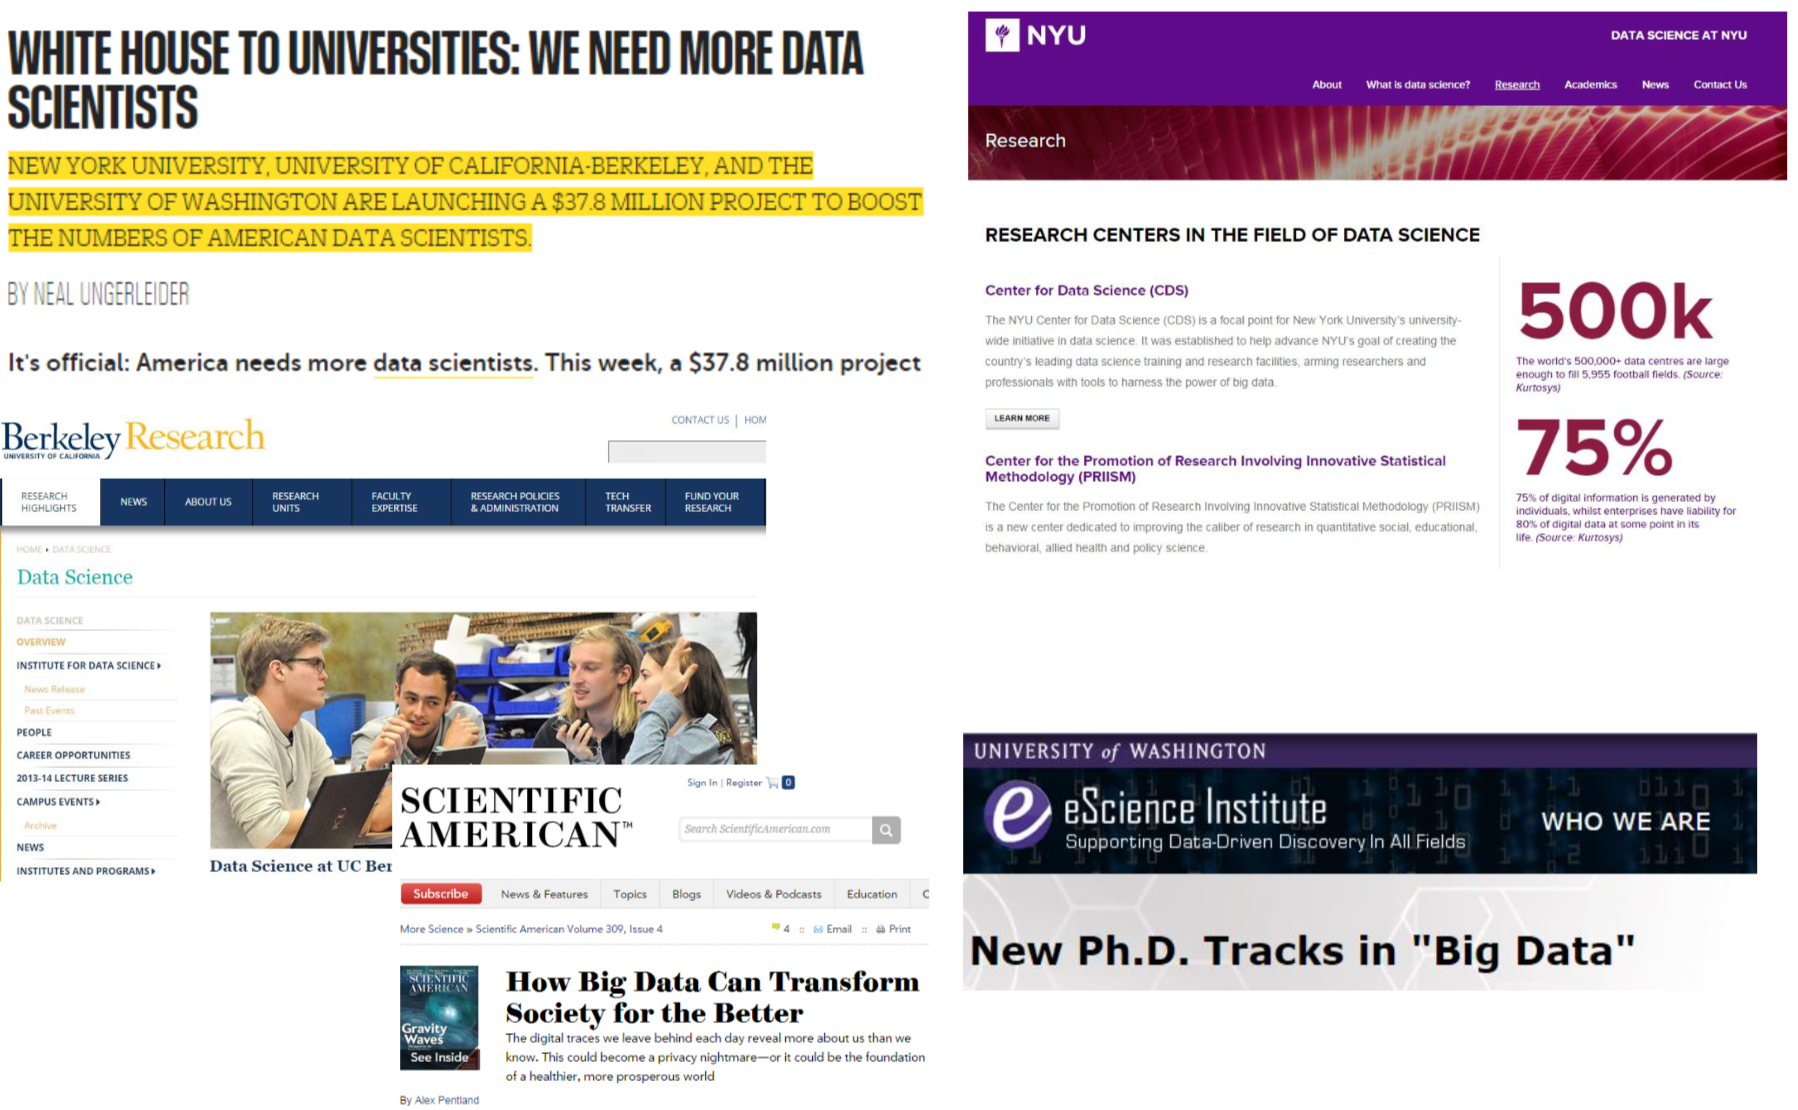 WHITE HOUSE TO UNIVERSITIES: WE NEED MORE DATA
SCIENTISTS
NEW YORK UNIVERSITY, UNIVERSITY OF CALIFORNIA-BERKELEY, AND THE
UNIVERSITY OF WASHINGTON ARE LAUNCHING A $37.8 MILLION PROJECT TO BOOST
THE NUMBERS OF AMERICAN DATA SCIENTISTS.
BY NEAL UNGERLEIDER
It's official: America needs more data scientists. This week, a $37.8 million project
Berkeley Research
UNIVERSITY OF CALIFORNIA
CONTACT US | HOM
RESEARCH
HIGHLIGHTS
NEWS
ABOUT US
RESEARCH
UNITS
FACULTY
EXPERTISE
RESEARCH POLICIES
& ADMINISTRATION
TECH
TRANSFER
FUND YOUR
RESEARCH
HOME ▸ DATA SCIENCE
Data Science
DATA SCIENCE
OVERVIEW
INSTITUTE FOR DATA SCIENCE ▸
News Release
Past Events
PEOPLE
CAREER OPPORTUNITIES
2013-14 LECTURE SERIES
CAMPUS EVENTS ▸
Archive
NEWS
INSTITUTES AND PROGRAMS ▸
Data Science at UC Ber
SCIENTIFIC
AMERICAN™
Sign In | Register 0
Search ScientificAmerican.com
Subscribe
News & Features
Topics
Blogs
Videos & Podcasts
Education
C
More Science » Scientific American Volume 309, Issue 4
4 :: Email :: Print
SCIENTIFIC
AMERICAN
Gravity
Waves
See Inside
How Big Data Can Transform
Society for the Better
The digital traces we leave behind each day reveal more about us than we
know. This could become a privacy nightmare—or it could be the foundation
of a healthier, more prosperous world
By Alex Pentland
NYU
DATA SCIENCE AT NYU
About
What is data science?
Research
Academics
News
Contact Us
Research
RESEARCH CENTERS IN THE FIELD OF DATA SCIENCE
Center for Data Science (CDS)
The NYU Center for Data Science (CDS) is a focal point for New York University's university-
wide initiative in data science. It was established to help advance NYU's goal of creating the
country's leading data science training and research facilities, arming researchers and
professionals with tools to harness the power of big data.
LEARN MORE
Center for the Promotion of Research Involving Innovative Statistical
Methodology (PRIISM)
The Center for the Promotion of Research Involving Innovative Statistical Methodology (PRIISM)
is a new center dedicated to improving the caliber of research in quantitative social, educational,
behavioral, allied health and policy science.
500k
The world's 500,000+ data centres are large
enough to fill 5,955 football fields. (Source:
Kurtosys)
75%
75% of digital information is generated by
individuals, whilst enterprises have liability for
80% of digital data at some point in its
life. (Source: Kurtosys)
UNIVERSITY of WASHINGTON
e
eScience Institute
Supporting Data-Driven Discovery In All Fields
WHO WE ARE
New Ph.D. Tracks in "Big Data"